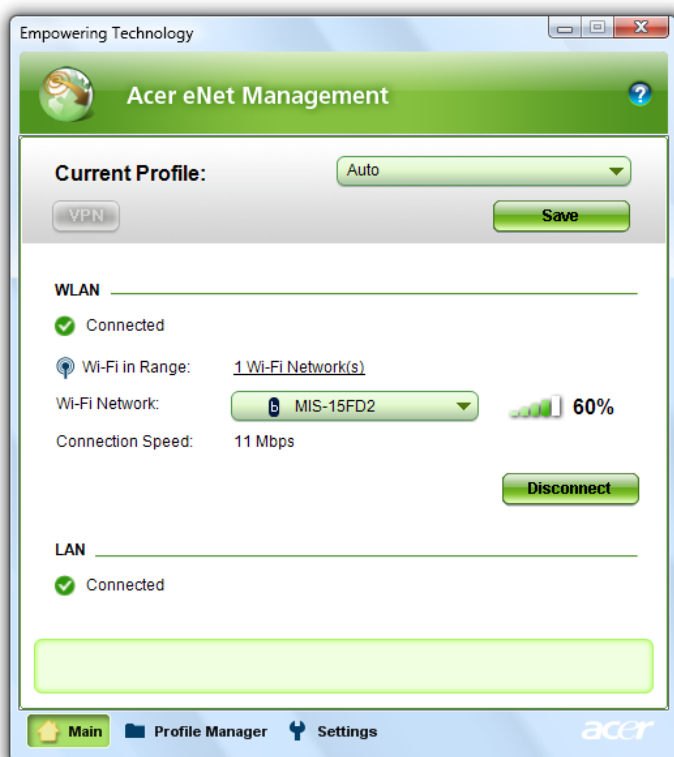 Empowering Technology
Acer eNet Management
Current Profile: Auto
VPN Save
WLAN
Connected
Wi-Fi in Range: 1 Wi-Fi Network(s)
Wi-Fi Network: b MIS-15FD2 60%
Connection Speed: 11 Mbps
Disconnect
LAN
Connected
Main Profile Manager Settings acer